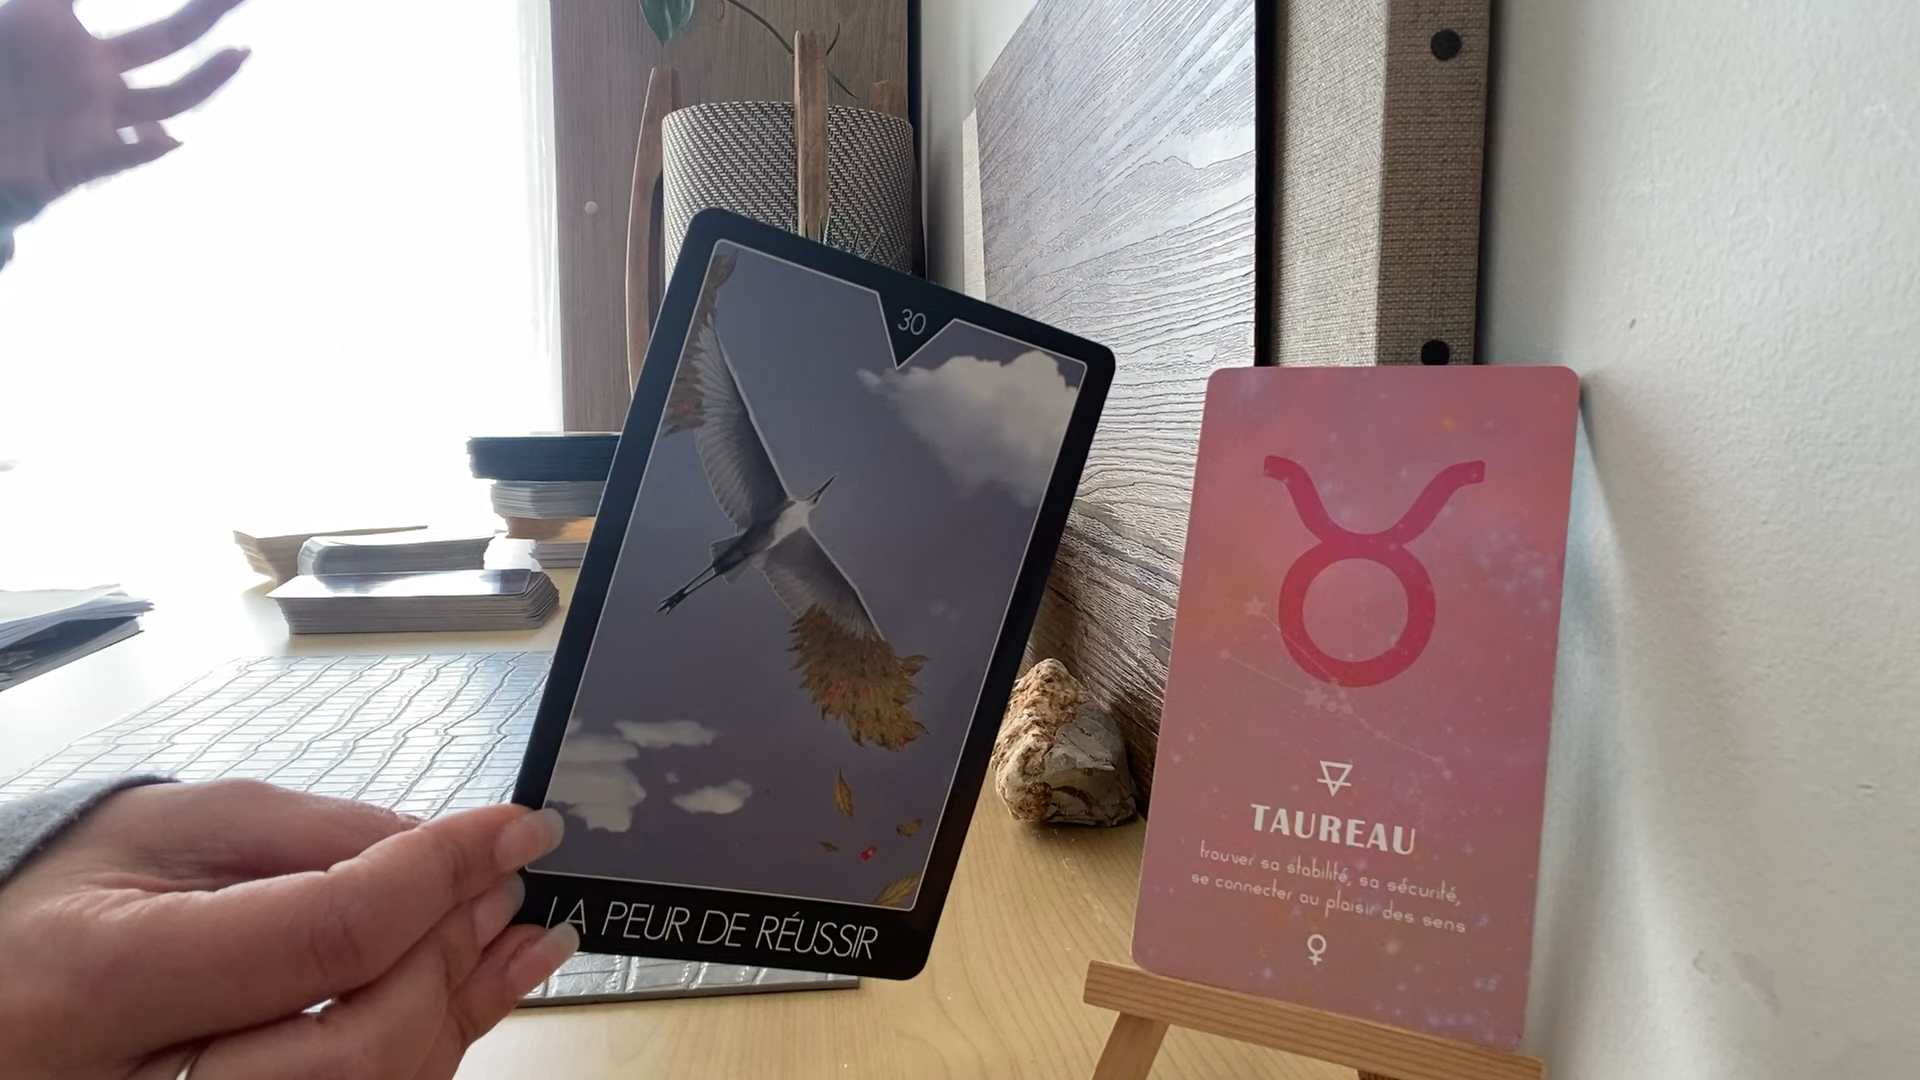 30
LA PEUR DE RÉUSSIR
TAUREAU
trouver sa stabilité, sa sécurité,
se connecter au plaisir des sens